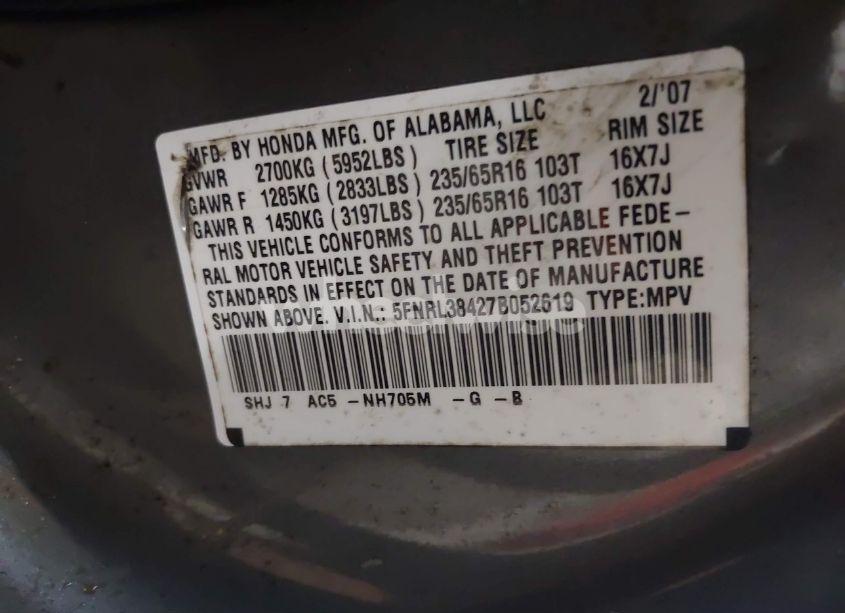 MFD. BY HONDA MFG. OF ALABAMA, LLC 2/'07
GVWR 2700KG (5952LBS) TIRE SIZE RIM SIZE
GAWR F 1285KG (2833LBS) 235/65R16 103T 16X7J
GAWR R 1450KG (3197LBS) 235/65R16 103T 16X7J
THIS VEHICLE CONFORMS TO ALL APPLICABLE FEDE-
RAL MOTOR VEHICLE SAFETY AND THEFT PREVENTION
STANDARDS IN EFFECT ON THE DATE OF MANUFACTURE
SHOWN ABOVE. V.I.N.: 5FNRL38427B052619 TYPE:MPV
SHJ 7 AC5 -NH705M -G -B